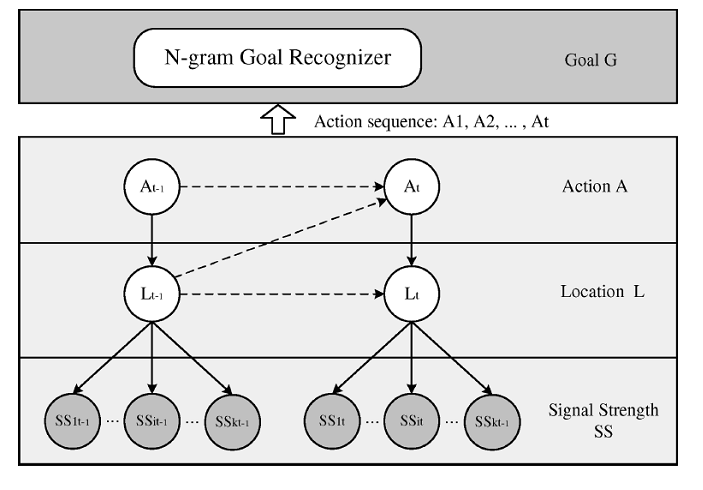 N-gram Goal Recognizer
Goal G
Action sequence: A1, A2, ... , At
At-1
At
Action A
Lt-1
Lt
Location L
SS1t-1 ... SSit-1 ... SSkt-1
SS1t ... SSit ... SSkt-1
Signal Strength
SS